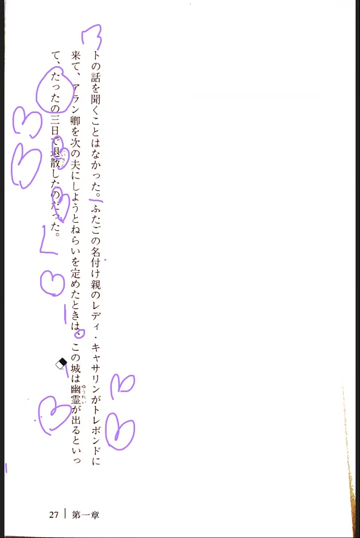 トの話を聞くことはなかった。ふたごの名付け親のレディ・キャサリンがトレボンドに
来て、アラン卿を次の夫にしようとねらいを定めたときは、この城は幽霊が出るといっ
て、たったの三日で退散したのだった。
27 第一章